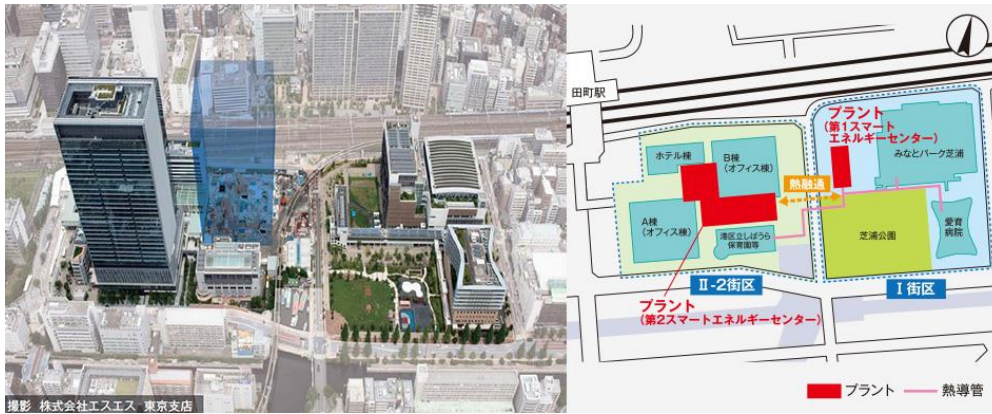 撮影 株式会社エスエス 東京支店
田町駅
プラント
(第1スマート
エネルギーセンター)
みなとパーク芝浦
ホテル棟
B棟
(オフィス棟)
熱融通
A棟
(オフィス棟)
港区立しばうら
保育園等
芝浦公園
愛育
病院
Ⅱ-2街区
Ⅰ街区
プラント
(第2スマートエネルギーセンター)
プラント
熱導管